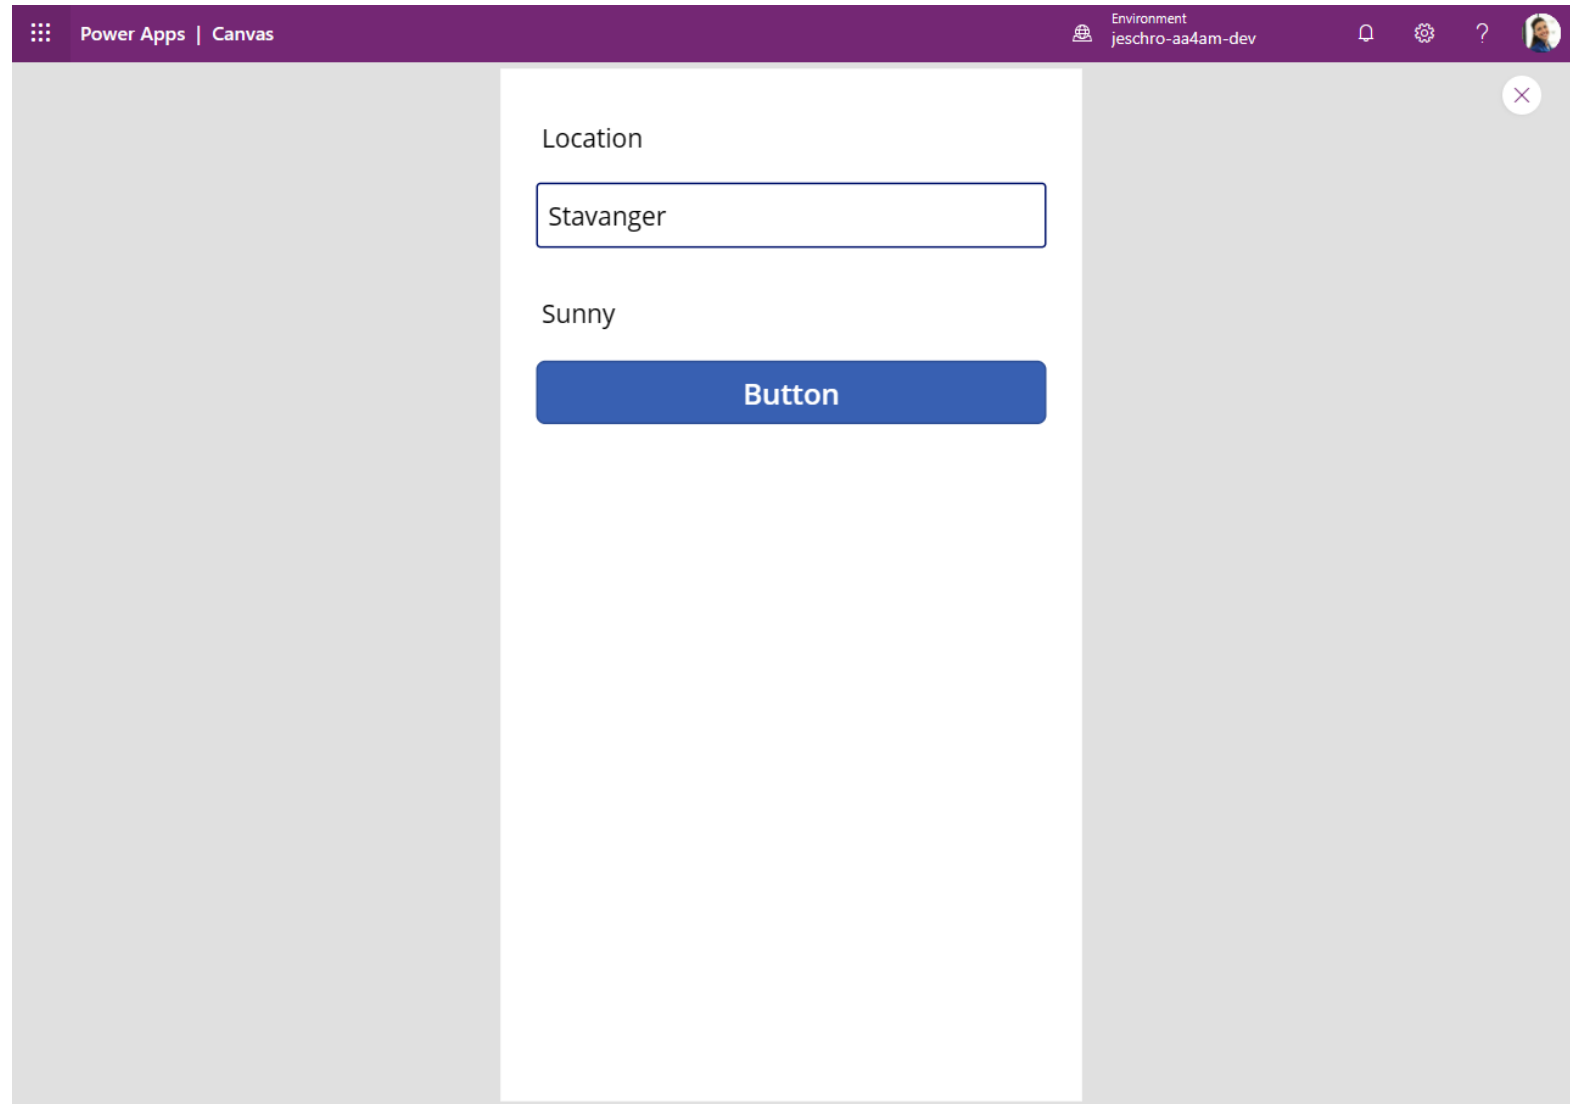 Power Apps | Canvas
Environment
jeschro-aa4am-dev
?
Location
Stavanger
Sunny
Button